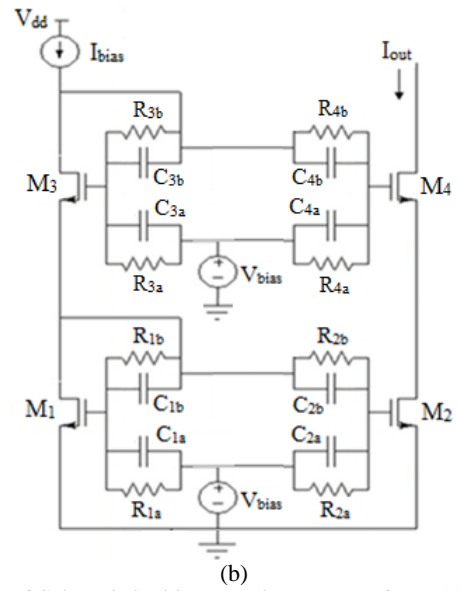 Vdd
Ibias
Iout
R3b
R4b
M3
C3b
C4b
M4
C3a
C4a
R3a
Vbias
R4a
R1b
R2b
M1
C1b
C2b
M2
C1a
C2a
R1a
Vbias
R2a
(b)